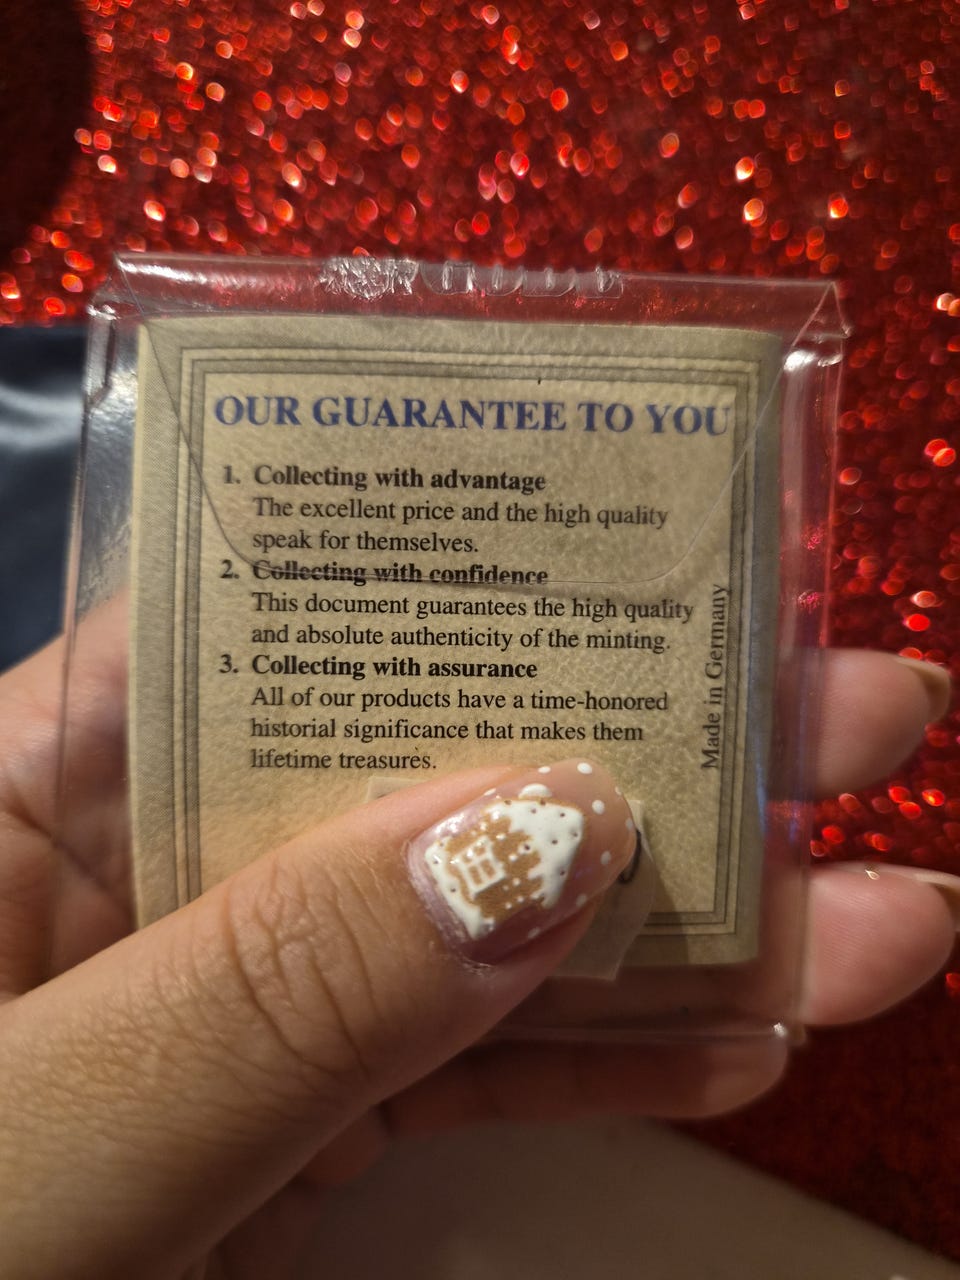 OUR GUARANTEE TO YOU
1. Collecting with advantage
The excellent price and the high quality
speak for themselves.
2. Collecting with confidence
This document guarantees the high quality
and absolute authenticity of the minting.
3. Collecting with assurance
All of our products have a time-honored
historial significance that makes them
lifetime treasures.
Made in Germany